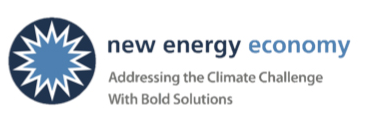 new energy economy
Addressing the Climate Challenge
With Bold Solutions